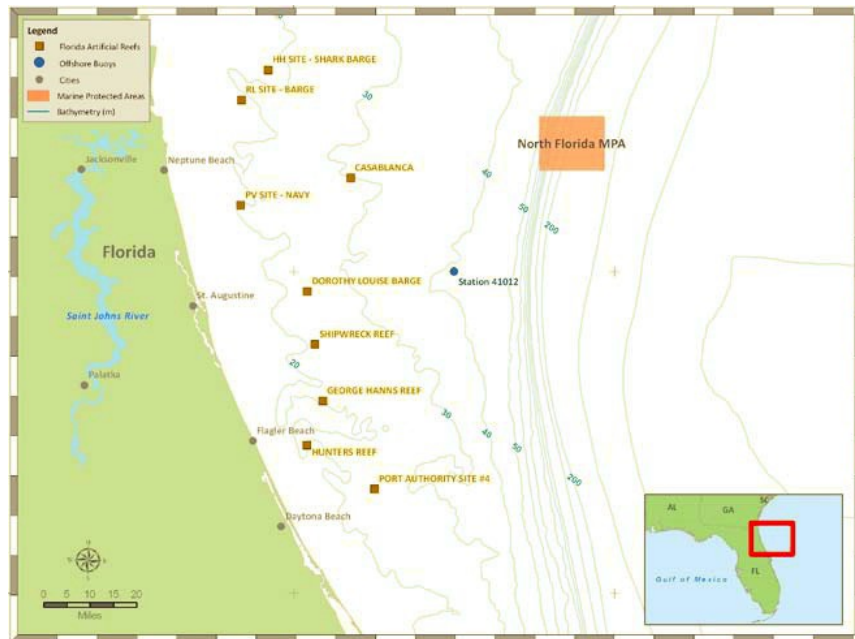 Legend
Florida Artificial Reefs
Offshore Buoys
Cities
Marine Protected Areas
Bathymetry (m)
HH SITE - SHARK BARGE
RL SITE - BARGE
30
North Florida MPA
Jacksonville
Neptune Beach
CASABLANCA
40
PV SITE - NAVY
50
200
Florida
DOROTHY LOUISE BARGE
Station 41012
St. Augustine
Saint Johns River
SHIPWRECK REEF
20
Palatka
GEORGE HANNS REEF
30
Flagler Beach
40
HUNTERS REEF
50
PORT AUTHORITY SITE #4
200
Daytona Beach
AL
GA
SC
Gulf of Mexico
FL
N
0 5 10 15 20
Miles